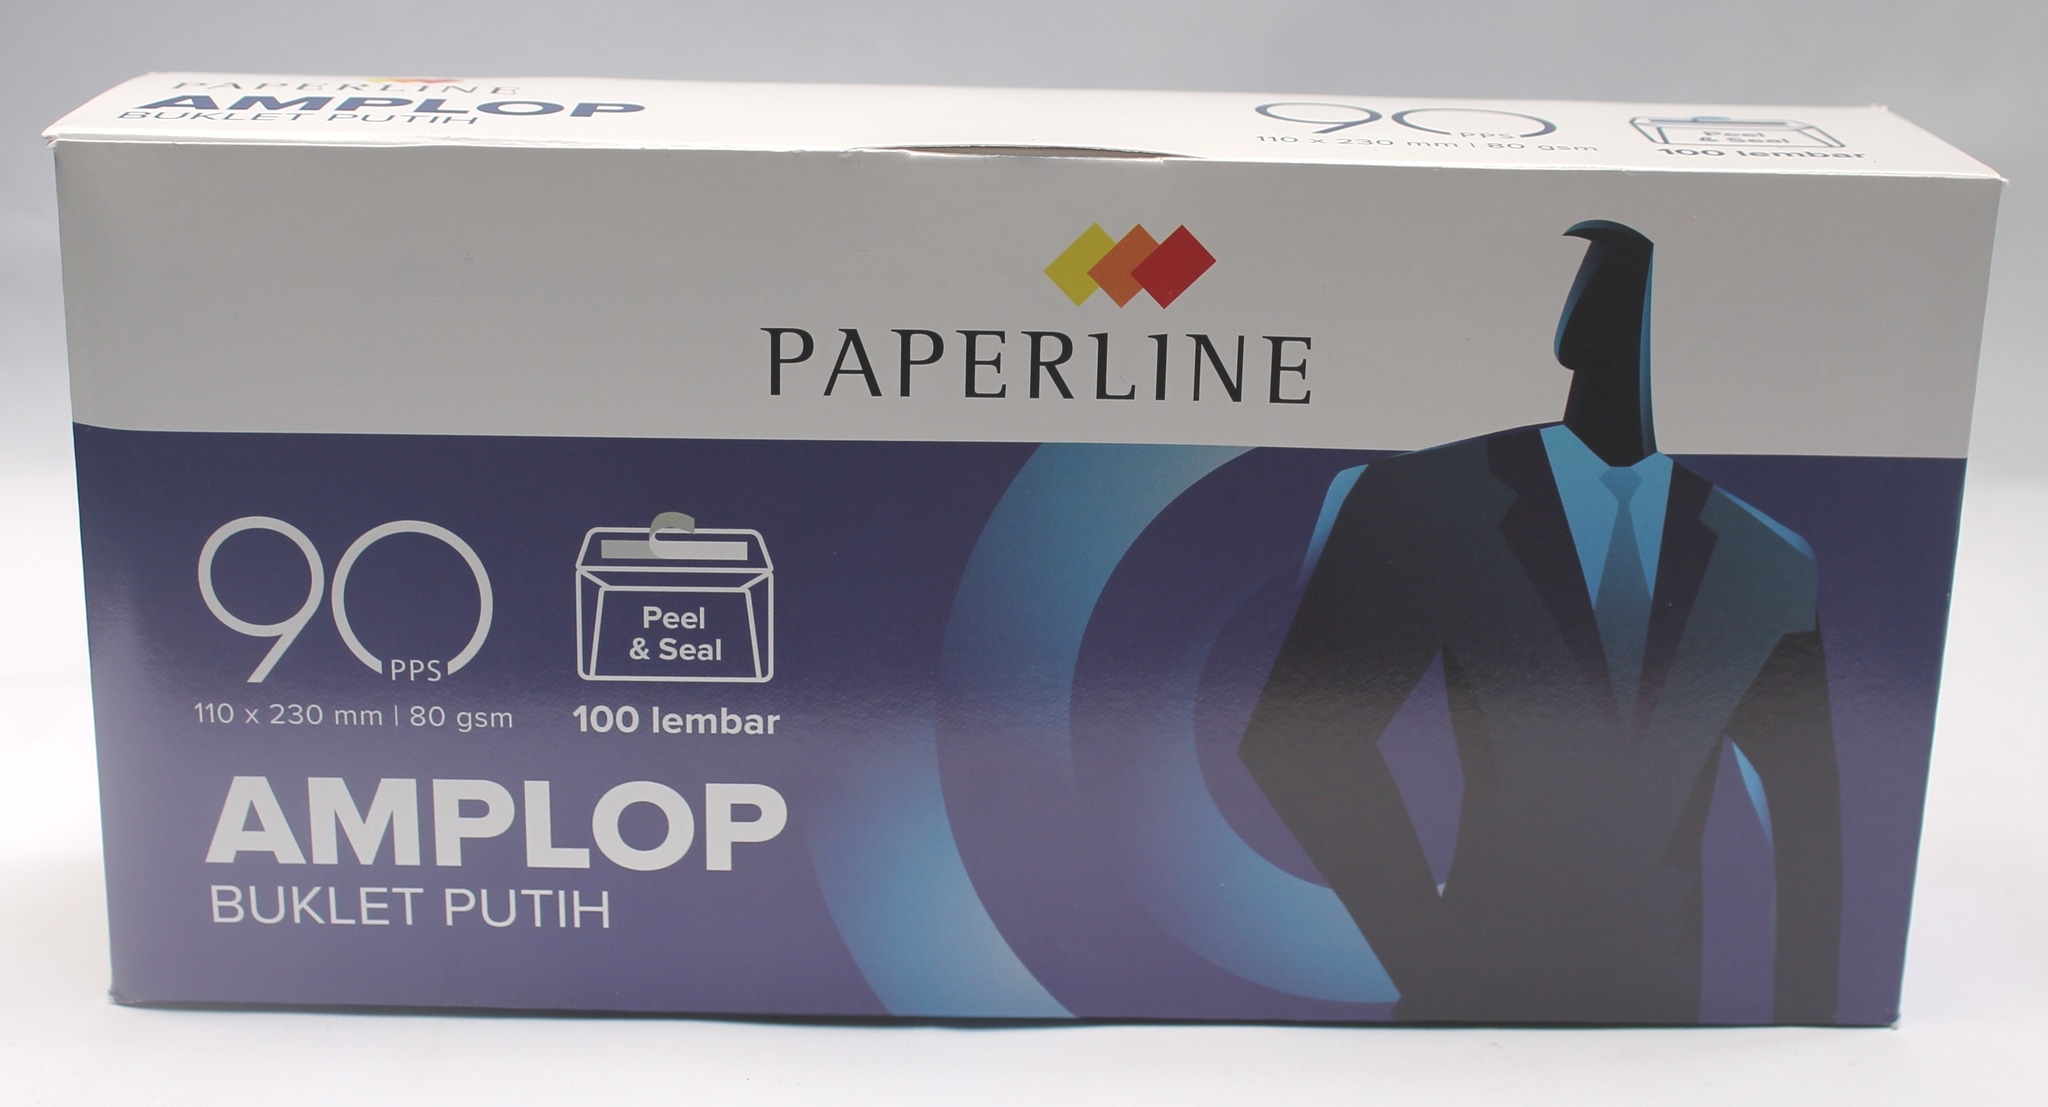 PAPERLINE
AMPLOP
BUKLET PUTIH
90 PPS
110 x 230 mm | 80 gsm
Peel
& Seal
100 lembar
PAPERLINE
90 PPS
110 x 230 mm | 80 gsm
Peel
& Seal
100 lembar
AMPLOP
BUKLET PUTIH